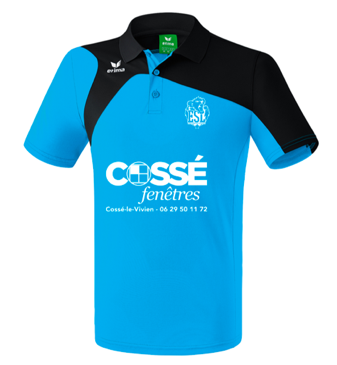 erima
erima
ESL
COSSÉ
fenêtres
Cossé-le-Vivien - 06 29 50 11 72